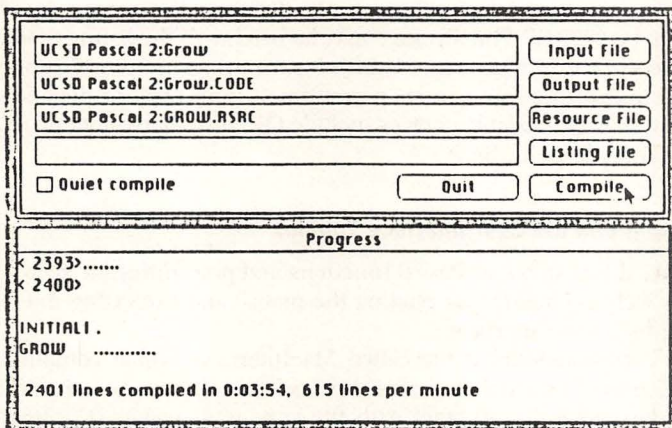 UCSD Pascal 2:Grow
Input File
UCSD Pascal 2:Grow.CODE
Output File
UCSD Pascal 2:GROW.RSRC
Resource File
Listing File
Quiet compile
Quit
Compile
Progress
< 2393>......
< 2400>
INITIALI .
GROW ...........
2401 lines compiled in 0:03:54, 615 lines per minute